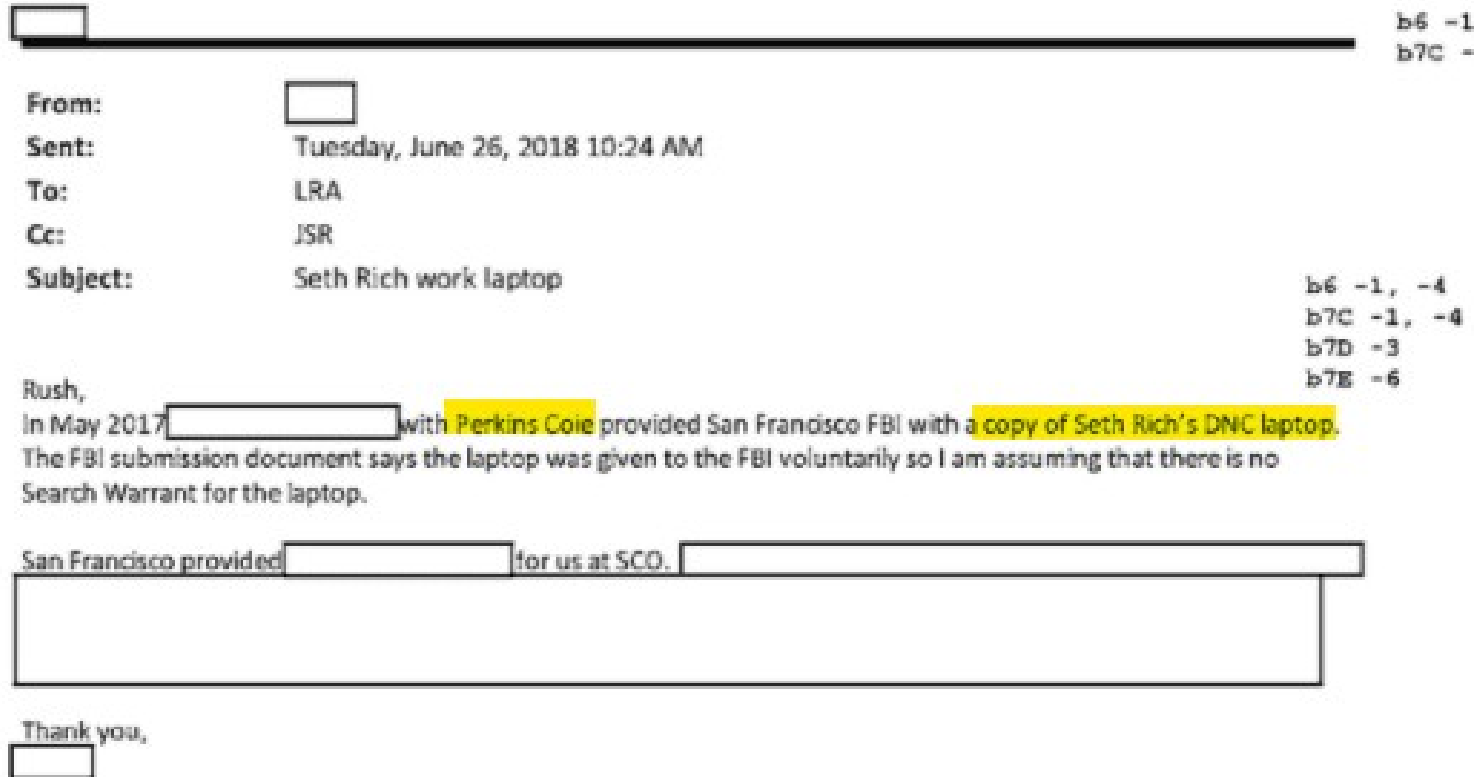 b6 -1
b7C -
From:
Sent: Tuesday, June 26, 2018 10:24 AM
To: LRA
Cc: JSR
Subject: Seth Rich work laptop
b6 -1, -4
b7C -1, -4
b7D -3
b7E -6
Rush,
In May 2017 with Perkins Coie provided San Francisco FBI with a copy of Seth Rich's DNC laptop.
The FBI submission document says the laptop was given to the FBI voluntarily so I am assuming that there is no
Search Warrant for the laptop.
San Francisco provided for us at SCO.
Thank you,